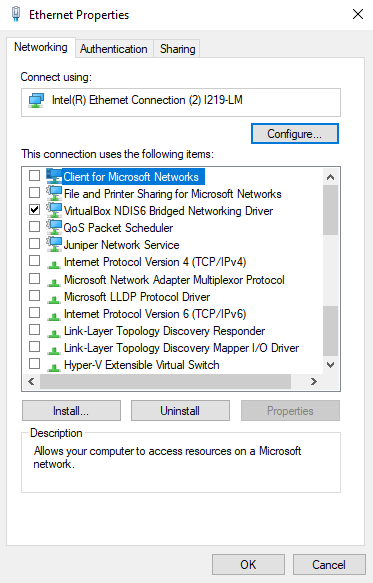 Ethernet Properties
Networking Authentication Sharing
Connect using:
Intel(R) Ethernet Connection (2) I219-LM
Configure...
This connection uses the following items:
Client for Microsoft Networks
File and Printer Sharing for Microsoft Networks
VirtualBox NDIS6 Bridged Networking Driver
QoS Packet Scheduler
Juniper Network Service
Internet Protocol Version 4 (TCP/IPv4)
Microsoft Network Adapter Multiplexor Protocol
Microsoft LLDP Protocol Driver
Internet Protocol Version 6 (TCP/IPv6)
Link-Layer Topology Discovery Responder
Link-Layer Topology Discovery Mapper I/O Driver
Hyper-V Extensible Virtual Switch
Install... Uninstall Properties
Description
Allows your computer to access resources on a Microsoft
network.
OK Cancel